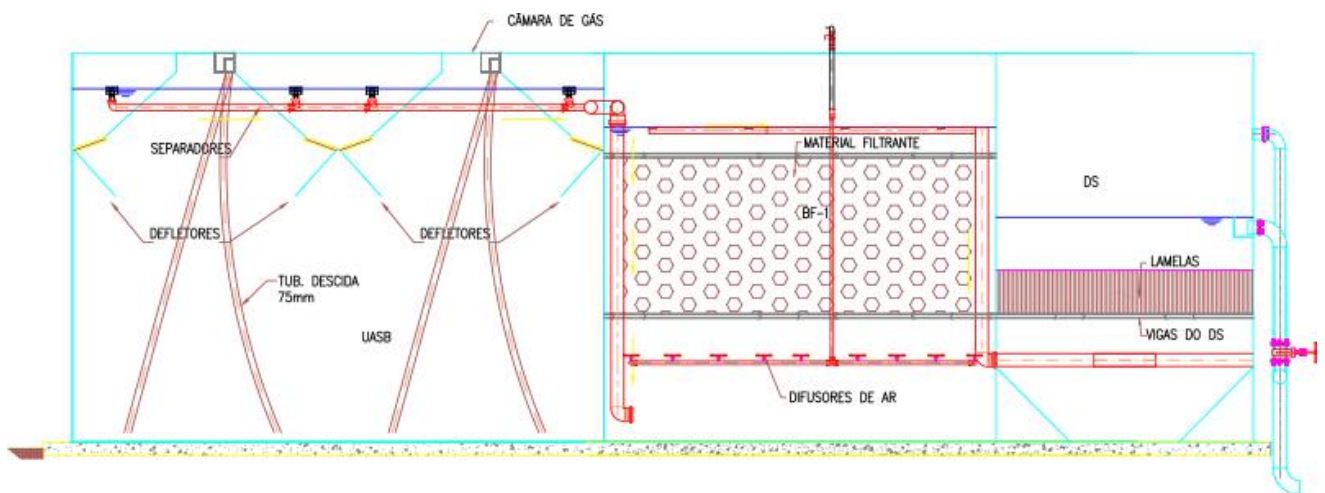 CÂMARA DE GÁS
SEPARADORES
MATERIAL FILTRANTE
DS
BF-1
DEFLETORES
DEFLETORES
LAMELAS
TUB. DESCIDA
75mm
UASB
VIGAS DO DS
DIFUSORES DE AR